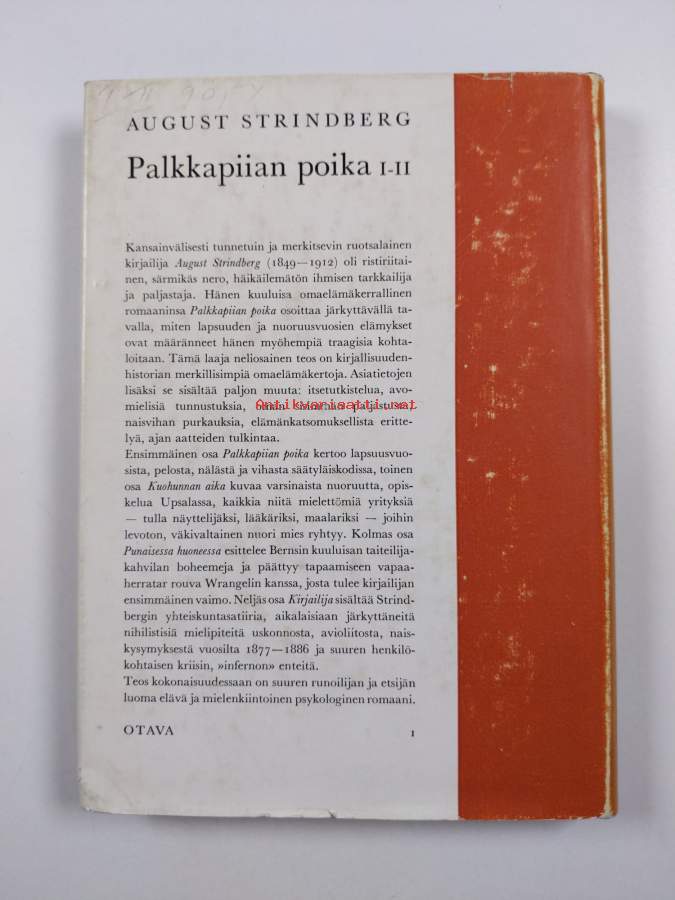 AUGUST STRINDBERG
Palkkapiian poika I-II
Kansainvälisesti tunnetuin ja merkitsevin ruotsalainen
kirjailija August Strindberg (1849—1912) oli ristiriitai-
nen, särmikäs nero, häikäilemätön ihmisen tarkkailija
ja paljastaja. Hänen kuuluisa omaelämäkerrallinen
romaaninsa Palkkapiian poika osoittaa järkyttävällä ta-
valla, miten lapsuuden ja nuoruusvuosien elämykset
ovat määränneet hänen myöhempiä traagisia kohta-
loitaan. Tämä laaja neliosainen teos on kirjallisuuden-
historian merkillisimpiä omaelämäkertoja. Asiatietojen
lisäksi se sisältää paljon muuta: itsetutkistelua, avo-
mielisiä tunnustuksia, paljastuksia,
Antikvariaatti.net
naisvihan purkauksia, elämänkatsomuksellista eritte-
lyä, ajan aatteiden tulkintaa.
Ensimmäinen osa Palkkapiian poika kertoo lapsuusvuo-
sista, pelosta, nälästä ja vihasta säätyläiskodissa, toinen
osa Kuohunnan aika kuvaa varsinaista nuoruutta, opis-
kelua Upsalassa, kaikkia niitä mielettömiä yrityksiä
— tulla näyttelijäksi, lääkäriksi, maalariksi — joihin
levoton, väkivaltainen nuori mies ryhtyy. Kolmas osa
Punaisessa huoneessa esittelee Bernsin kuuluisan taiteilija-
kahvilan boheemeja ja päättyy tapaamiseen vapaa-
herratar rouva Wrangelin kanssa, josta tulee kirjailijan
ensimmäinen vaimo. Neljäs osa Kirjailija sisältää Strind-
bergin yhteiskuntasatiiria, aikalaisiaan järkyttäneitä
nihilistisiä mielipiteitä uskonnosta, avioliitosta, nais-
kysymyksestä vuosilta 1877—1886 ja suuren henkilö-
kohtaisen kriisin, »infernon» enteitä.
Teos kokonaisuudessaan on suuren runoilijan ja etsijän
luoma elävä ja mielenkiintoinen psykologinen romaani.
OTAVA 1